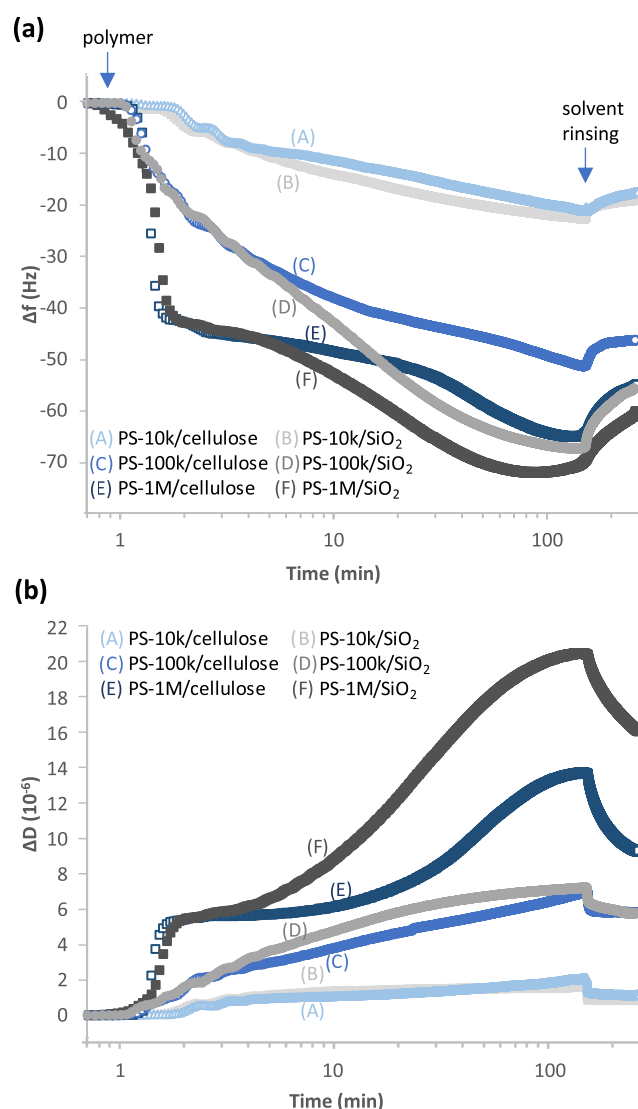 (a)
polymer
solvent
rinsing
0
-10
-20
-30
-40
-50
-60
-70
Δf (Hz)
(A)
(B)
(C)
(D)
(E)
(F)
(A) PS-10k/cellulose (B) PS-10k/SiO₂
(C) PS-100k/cellulose (D) PS-100k/SiO₂
(E) PS-1M/cellulose (F) PS-1M/SiO₂
1 10 100
Time (min)
(b)
(A) PS-10k/cellulose (B) PS-10k/SiO₂
(C) PS-100k/cellulose (D) PS-100k/SiO₂
(E) PS-1M/cellulose (F) PS-1M/SiO₂
22
20
18
16
14
12
10
8
6
4
2
0
ΔD (10⁻⁶)
(F)
(E)
(D)
(C)
(B)
(A)
1 10 100
Time (min)